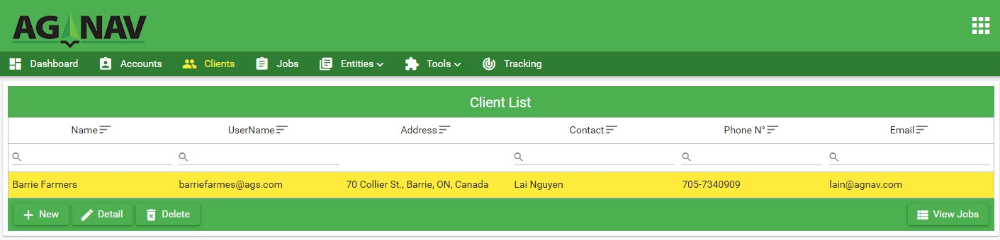 AG NAV
Dashboard Accounts Clients Jobs Entities Tools Tracking
Client List
Name UserName Address Contact Phone N° Email
Barrie Farmers barriefarmes@ags.com 70 Collier St., Barrie, ON, Canada Lai Nguyen 705-7340909 lain@agnav.com
New Detail Delete View Jobs